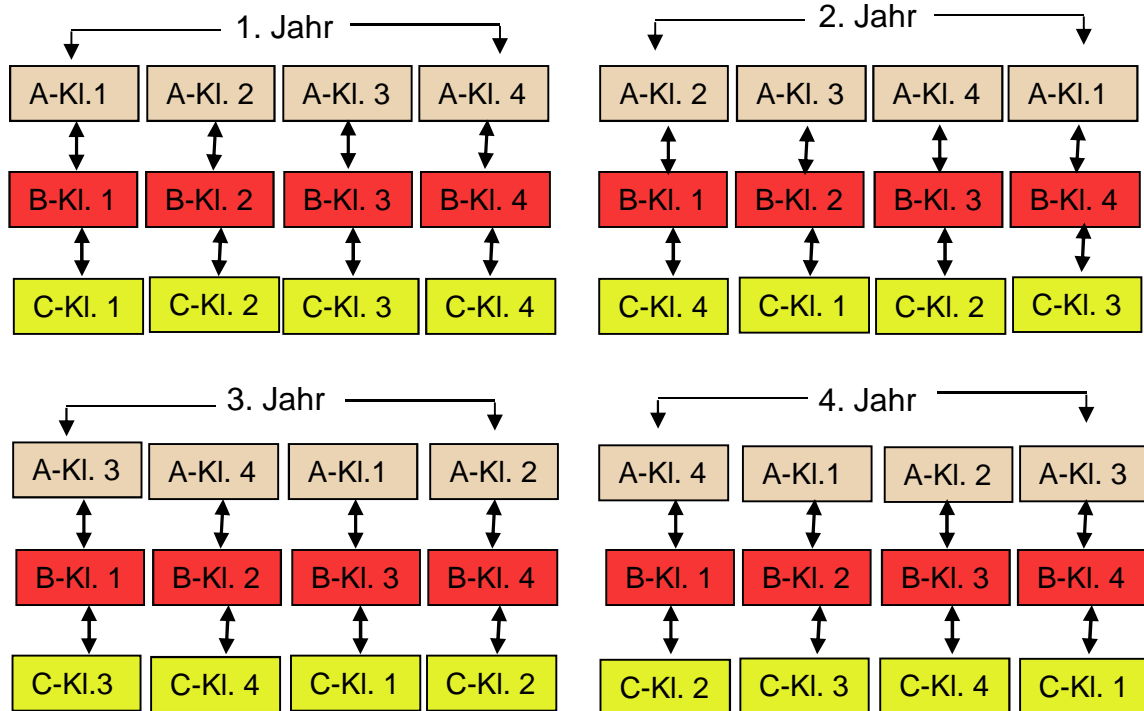 1. Jahr
A-Kl.1 A-Kl. 2 A-Kl. 3 A-Kl. 4
B-Kl. 1 B-Kl. 2 B-Kl. 3 B-Kl. 4
C-Kl. 1 C-Kl. 2 C-Kl. 3 C-Kl. 4
2. Jahr
A-Kl. 2 A-Kl. 3 A-Kl. 4 A-Kl.1
B-Kl. 1 B-Kl. 2 B-Kl. 3 B-Kl. 4
C-Kl. 4 C-Kl. 1 C-Kl. 2 C-Kl. 3
3. Jahr
A-Kl. 3 A-Kl. 4 A-Kl.1 A-Kl. 2
B-Kl. 1 B-Kl. 2 B-Kl. 3 B-Kl. 4
C-Kl.3 C-Kl. 4 C-Kl. 1 C-Kl. 2
4. Jahr
A-Kl. 4 A-Kl.1 A-Kl. 2 A-Kl. 3
B-Kl. 1 B-Kl. 2 B-Kl. 3 B-Kl. 4
C-Kl. 2 C-Kl. 3 C-Kl. 4 C-Kl. 1